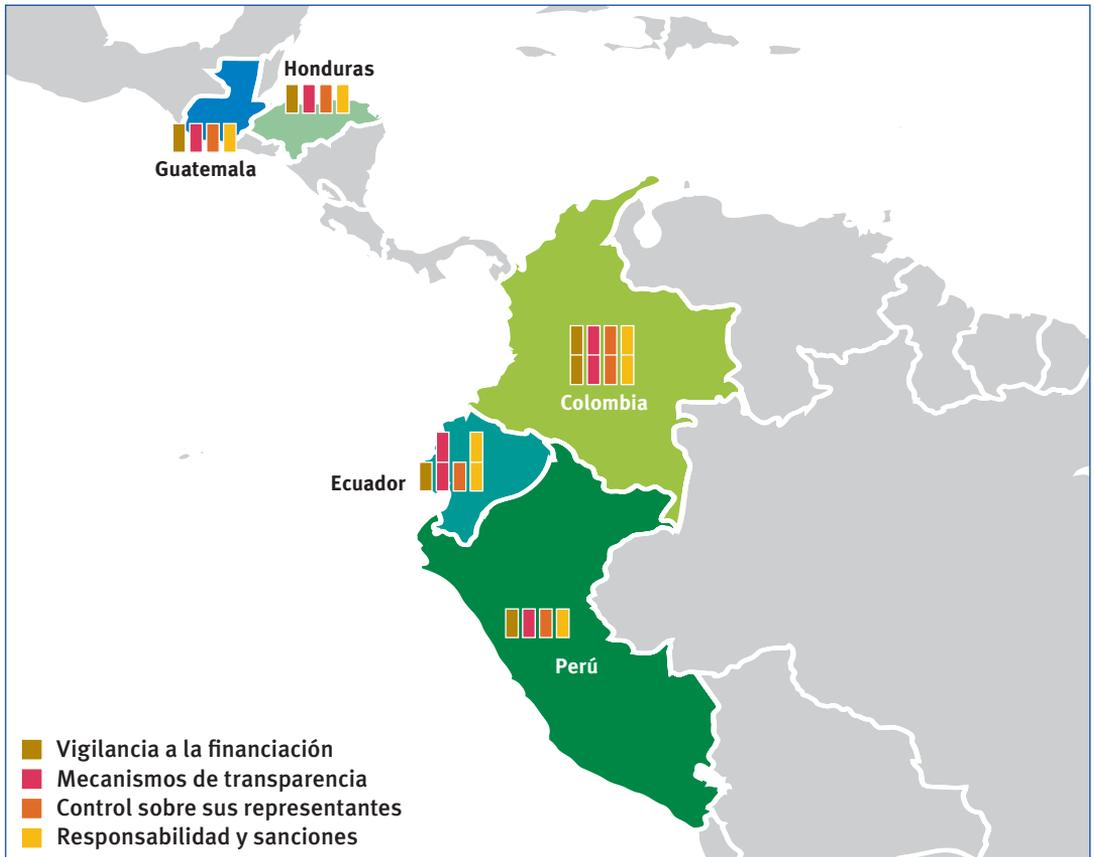 Honduras
Guatemala
Colombia
Ecuador
Perú
Vigilancia a la financiación
Mecanismos de transparencia
Control sobre sus representantes
Responsabilidad y sanciones